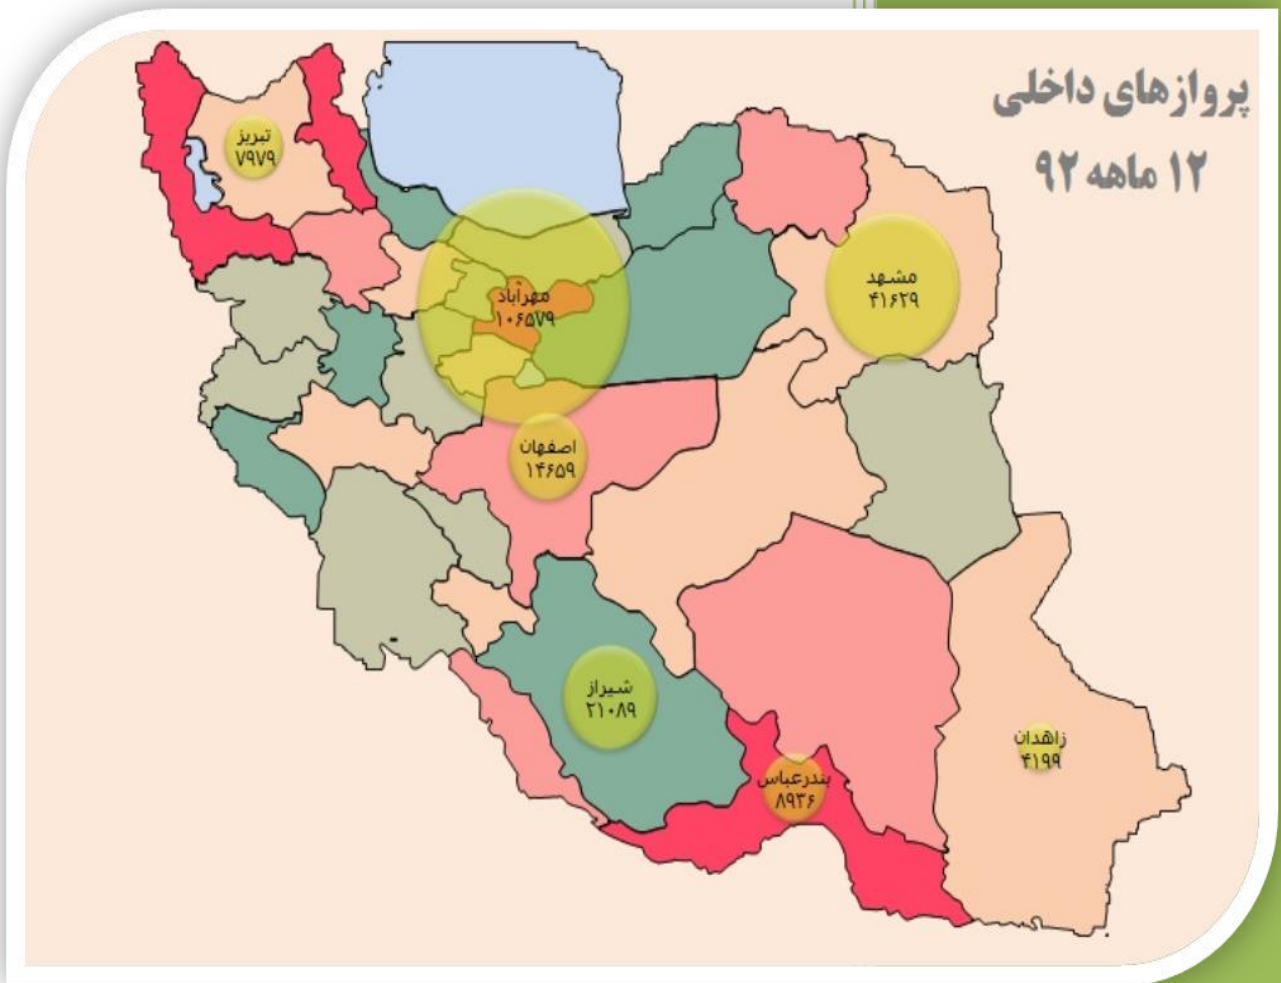 پروازهای داخلی
۱۲ ماهه ۹۲
تبریز
۷۹۷۹
مهرآباد
۱۰۶۵۷۹
مشهد
۴۱۶۲۹
اصفهان
۱۴۶۵۹
شیراز
۲۱۰۸۹
بندرعباس
۸۹۳۶
زاهدان
۴۱۹۹